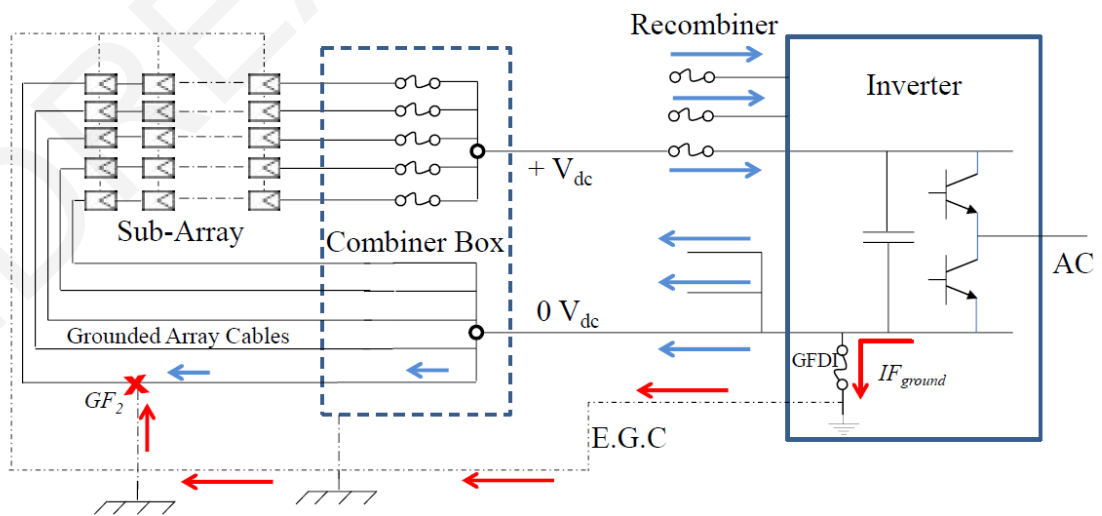 Recombiner
Inverter
+ Vdc
Sub-Array
Combiner Box
AC
0 Vdc
Grounded Array Cables
GFDI
IFground
GF2
E.G.C